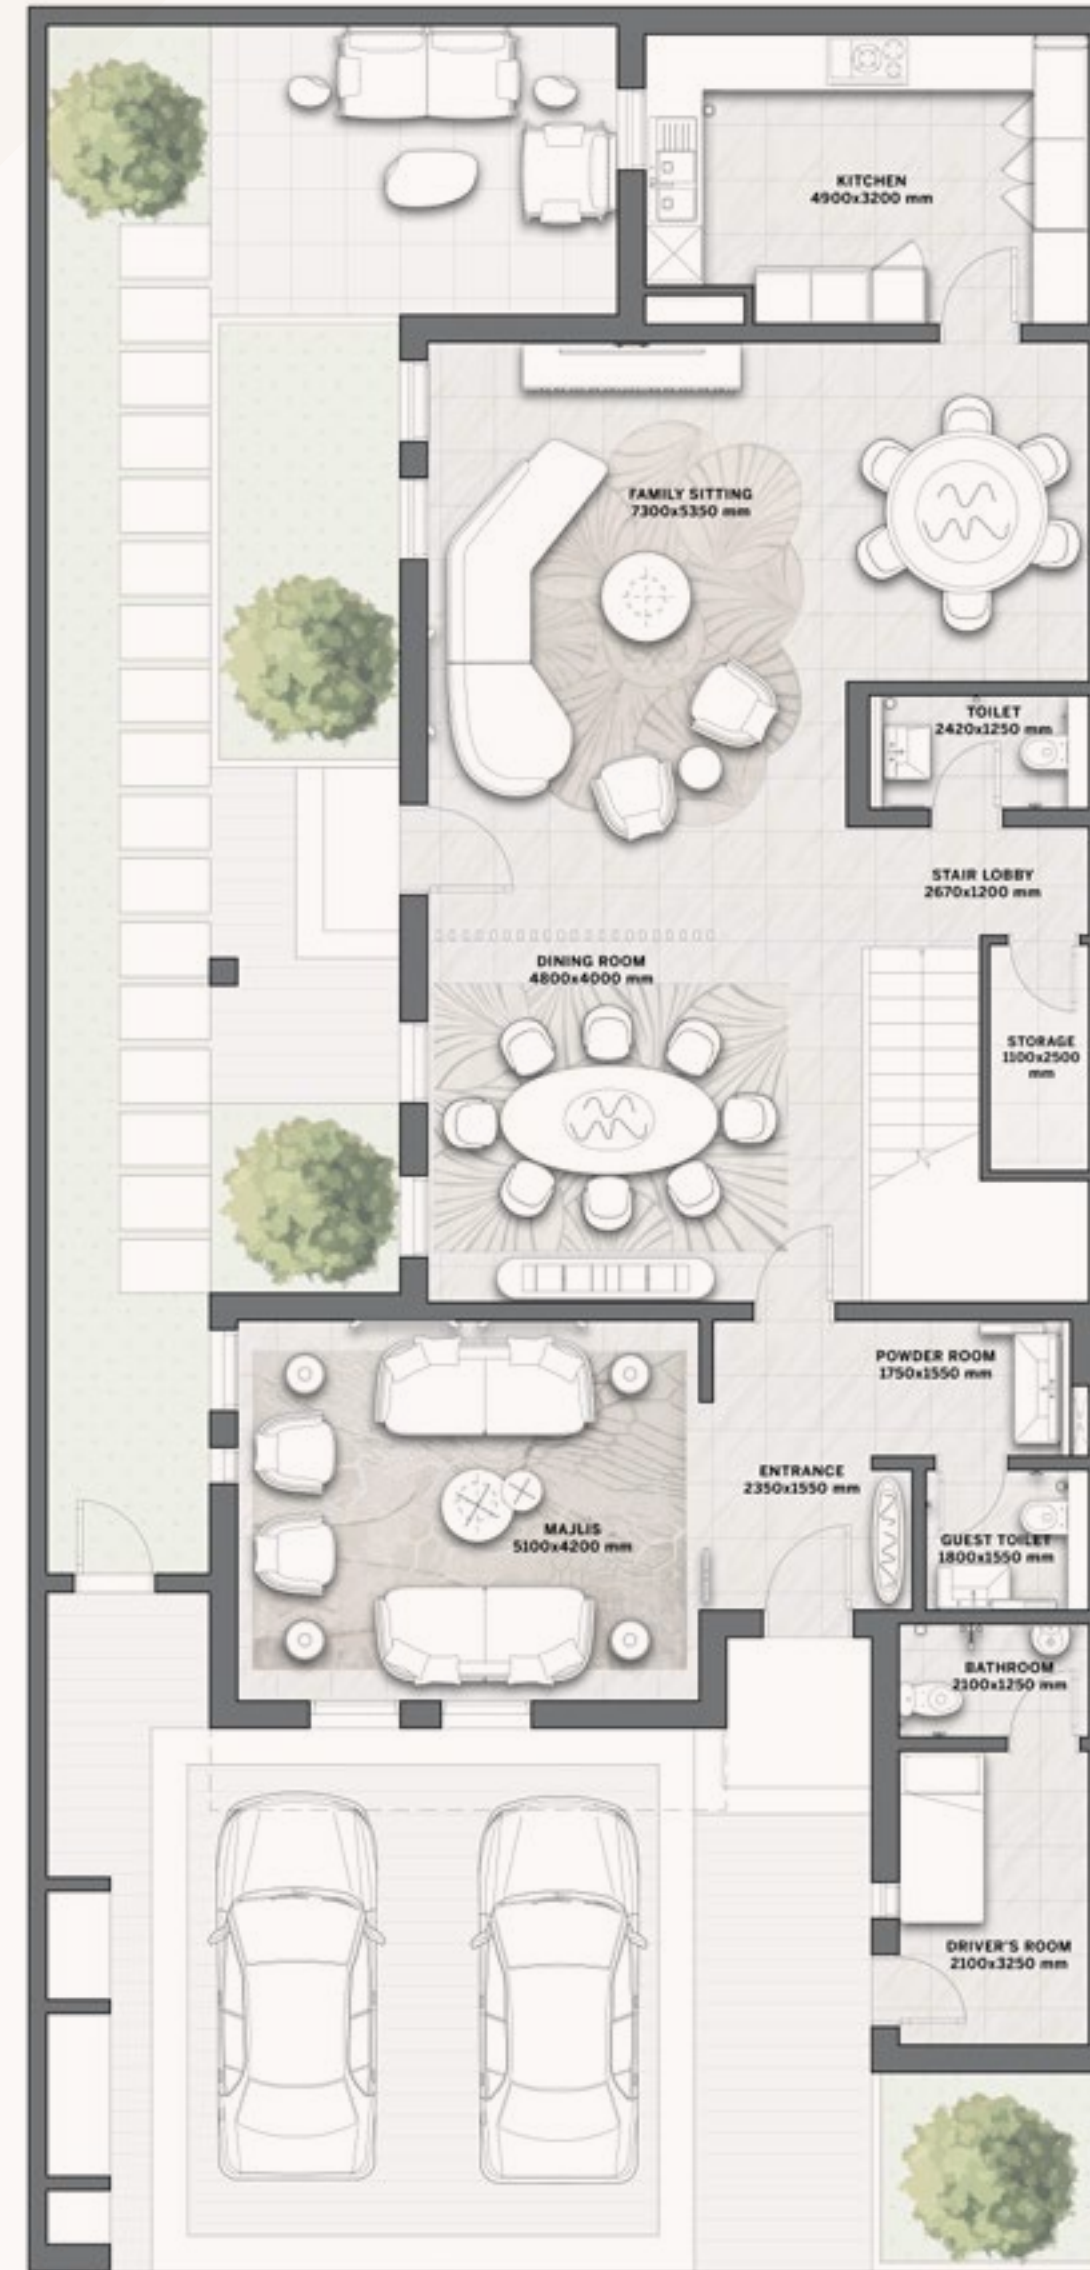 KITCHEN
4900x3200 mm
FAMILY SITTING
7300x5350 mm
TOILET
2420x1250 mm
STAIR LOBBY
2670x1200 mm
DINING ROOM
4800x4000 mm
STORAGE
1100x2500
mm
POWDER ROOM
1750x1550 mm
ENTRANCE
2350x1550 mm
MAJLIS
5100x4200 mm
GUEST TOILET
1800x1550 mm
BATHROOM
2100x1250 mm
DRIVER'S ROOM
2100x3250 mm